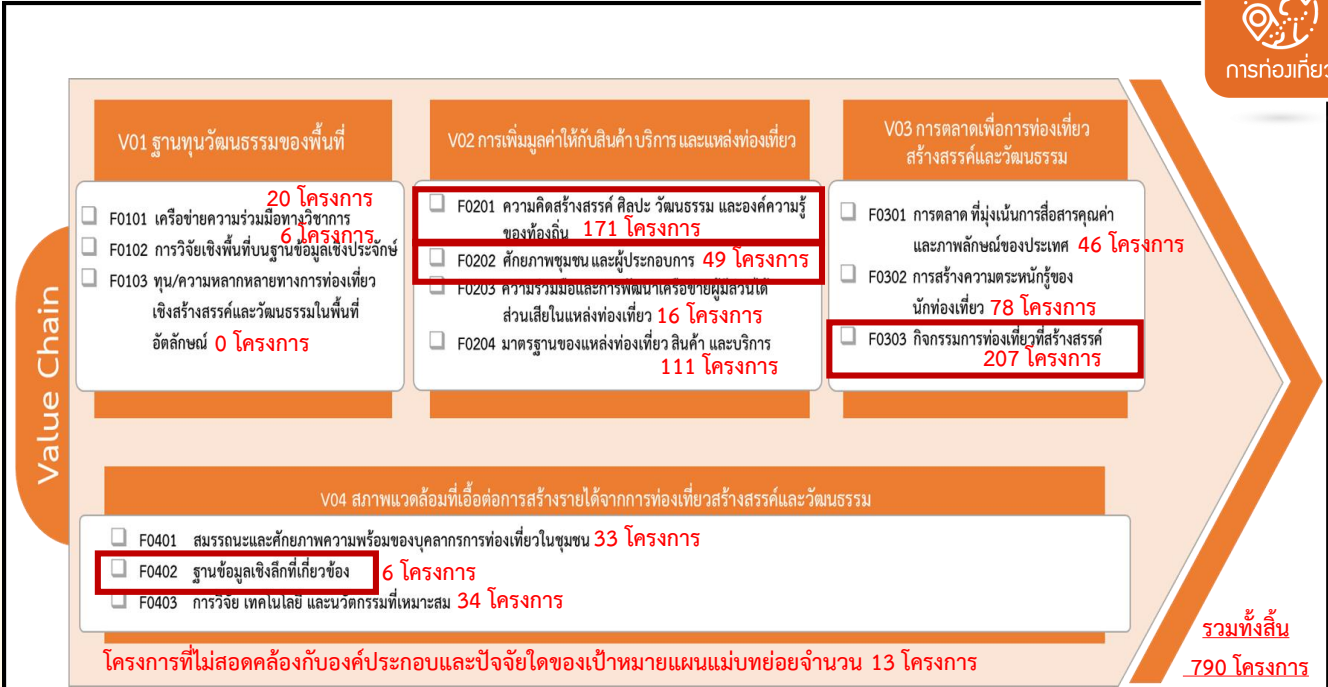 การท่องเที่ยว
Value Chain
V01 ฐานทุนวัฒนธรรมของพื้นที่
20 โครงการ
F0101 เครือข่ายความร่วมมือทางวิชาการ
6 โครงการ
F0102 การวิจัยเชิงพื้นที่บนฐานข้อมูลเชิงประจักษ์
F0103 ทุน/ความหลากหลายทางการท่องเที่ยว
เชิงสร้างสรรค์และวัฒนธรรมในพื้นที่
อัตลักษณ์ 0 โครงการ
V02 การเพิ่มมูลค่าให้กับสินค้า บริการ และแหล่งท่องเที่ยว
F0201 ความคิดสร้างสรรค์ ศิลปะ วัฒนธรรม และองค์ความรู้
ของท้องถิ่น 171 โครงการ
F0202 ศักยภาพชุมชน และผู้ประกอบการ 49 โครงการ
F0203 ความร่วมมือและการพัฒนาเครือข่ายผู้มีส่วนได้
ส่วนเสียในแหล่งท่องเที่ยว 16 โครงการ
F0204 มาตรฐานของแหล่งท่องเที่ยว สินค้า และบริการ
111 โครงการ
V03 การตลาดเพื่อการท่องเที่ยว
สร้างสรรค์และวัฒนธรรม
F0301 การตลาด ที่มุ่งเน้นการสื่อสารคุณค่า
และภาพลักษณ์ของประเทศ 46 โครงการ
F0302 การสร้างความตระหนักรู้ของ
นักท่องเที่ยว 78 โครงการ
F0303 กิจกรรมการท่องเที่ยวที่สร้างสรรค์
207 โครงการ
V04 สภาพแวดล้อมที่เอื้อต่อการสร้างรายได้จากการท่องเที่ยวสร้างสรรค์และวัฒนธรรม
F0401 สมรรถนะและศักยภาพความพร้อมของบุคลากรการท่องเที่ยวในชุมชน 33 โครงการ
F0402 ฐานข้อมูลเชิงลึกที่เกี่ยวข้อง 6 โครงการ
F0403 การวิจัย เทคโนโลยี และนวัตกรรมที่เหมาะสม 34 โครงการ
โครงการที่ไม่สอดคล้องกับองค์ประกอบและปัจจัยใดของเป้าหมายแผนแม่บทย่อยจำนวน 13 โครงการ
รวมทั้งสิ้น
790 โครงการ